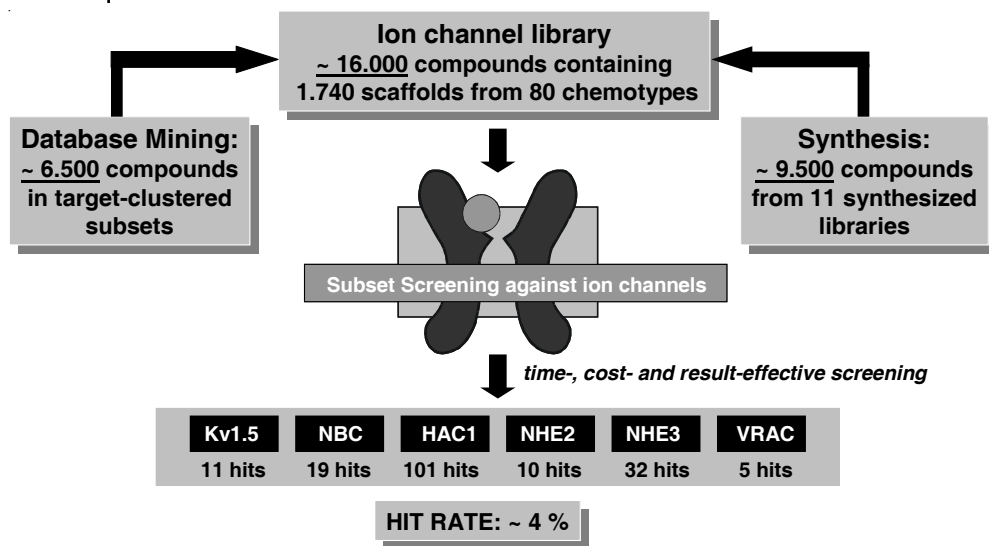 Ion channel library
~ 16.000 compounds containing
1.740 scaffolds from 80 chemotypes
Database Mining:
~ 6.500 compounds
in target-clustered
subsets
Synthesis:
~ 9.500 compounds
from 11 synthesized
libraries
Subset Screening against ion channels
time-, cost- and result-effective screening
Kv1.5 NBC HAC1 NHE2 NHE3 VRAC
11 hits 19 hits 101 hits 10 hits 32 hits 5 hits
HIT RATE: ~ 4 %